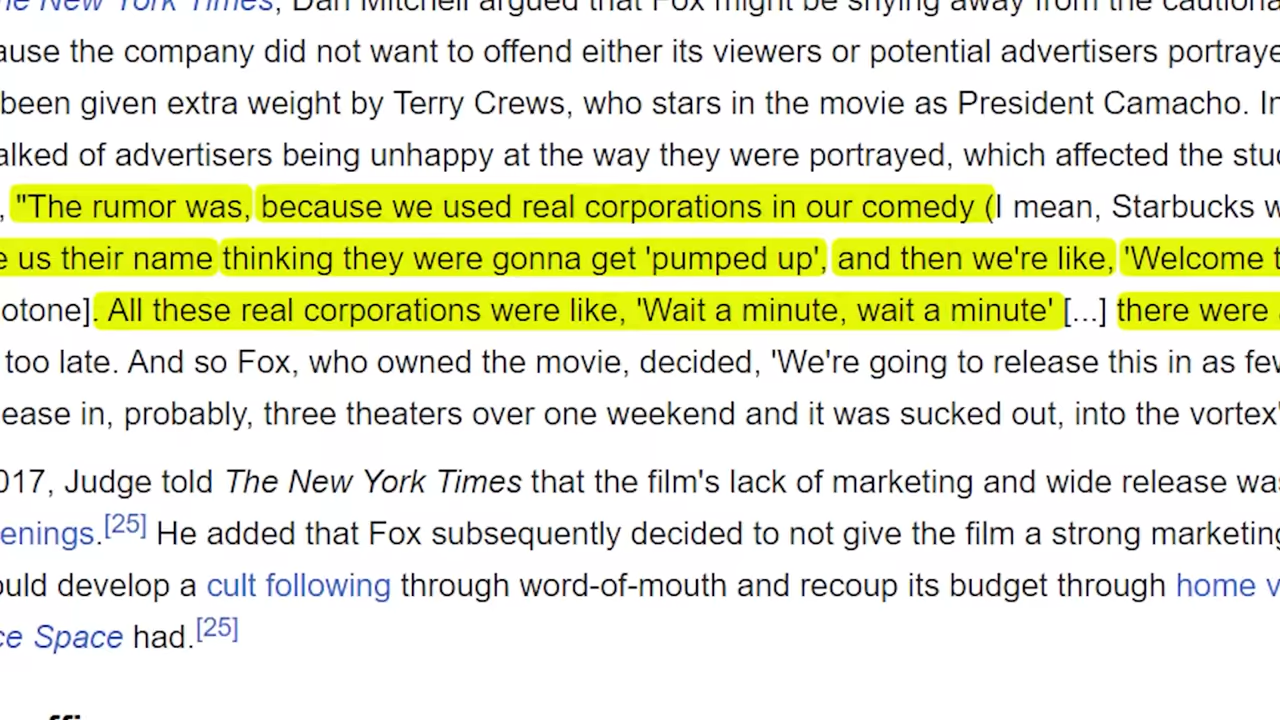 The New York Times, Dan Mitchell argued that Fox might be shying away from the cautiona
ause the company did not want to offend either its viewers or potential advertisers portraye
been given extra weight by Terry Crews, who stars in the movie as President Camacho. In
alked of advertisers being unhappy at the way they were portrayed, which affected the stud
, "The rumor was, because we used real corporations in our comedy (I mean, Starbucks w
e us their name thinking they were gonna get 'pumped up', and then we're like, 'Welcome t
otone]. All these real corporations were like, 'Wait a minute, wait a minute' [...] there were
too late. And so Fox, who owned the movie, decided, 'We're going to release this in as few
ease in, probably, three theaters over one weekend and it was sucked out, into the vortex"
017, Judge told The New York Times that the film's lack of marketing and wide release was
enings.[25] He added that Fox subsequently decided to not give the film a strong marketing
ould develop a cult following through word-of-mouth and recoup its budget through home v
ce Space had.[25]